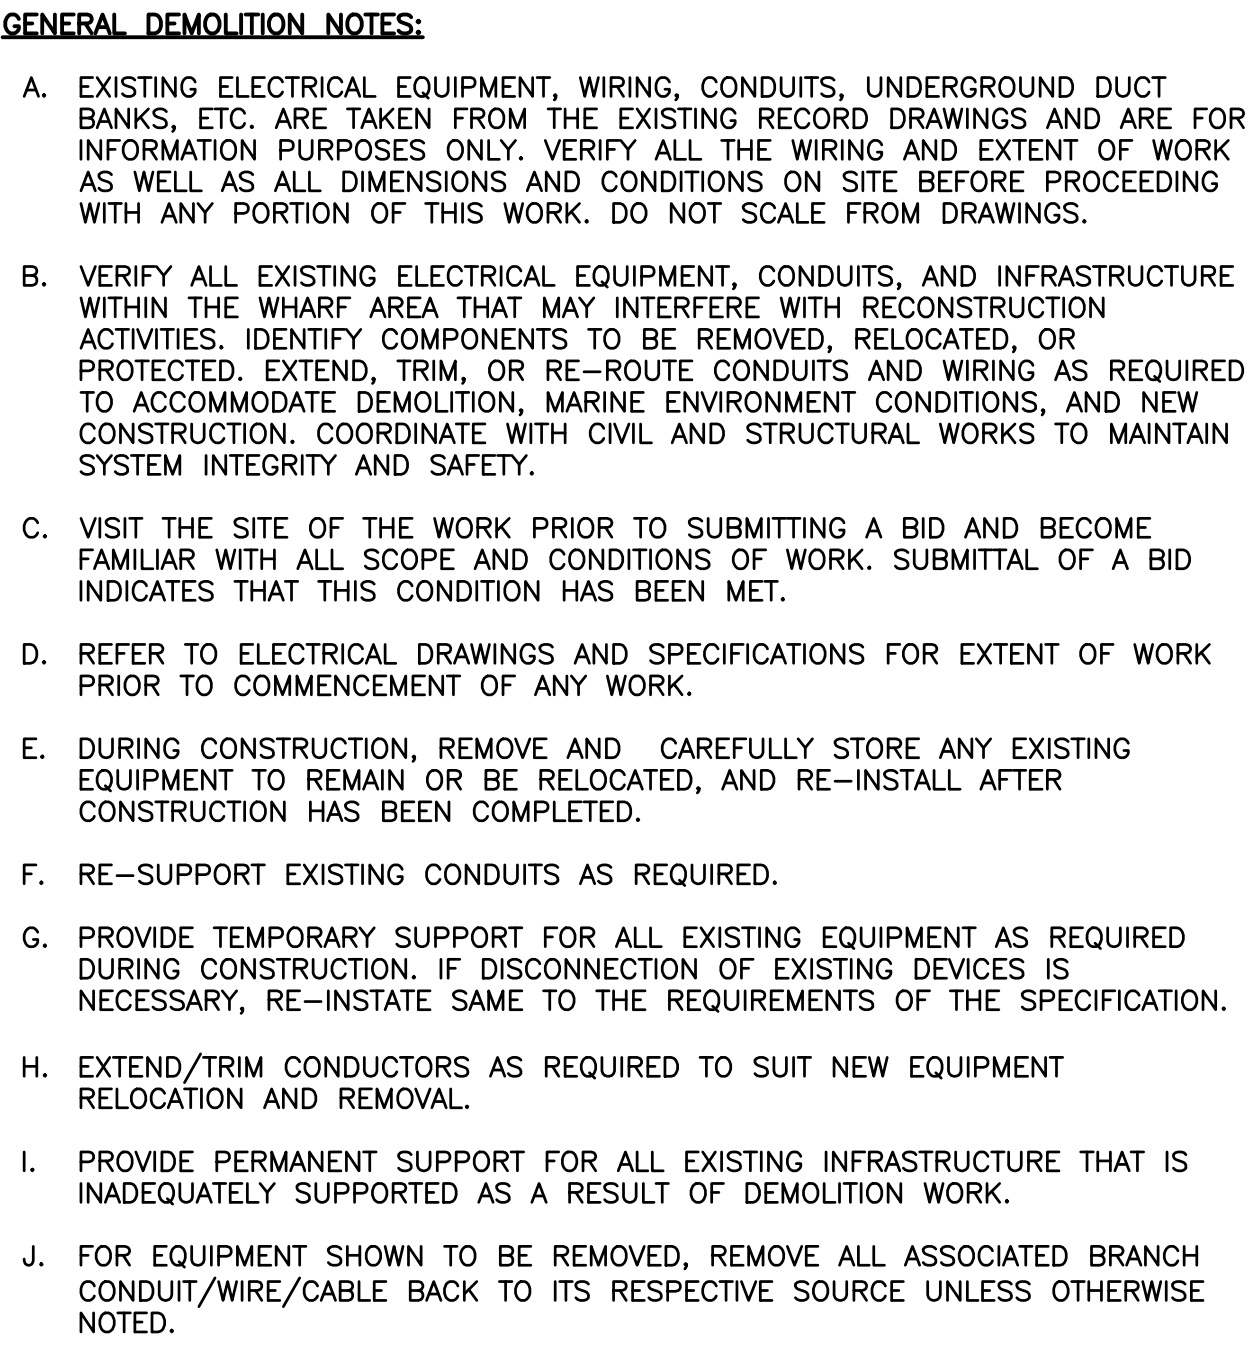 GENERAL DEMOLITION NOTES:
A. EXISTING ELECTRICAL EQUIPMENT, WIRING, CONDUITS, UNDERGROUND DUCT
BANKS, ETC. ARE TAKEN FROM THE EXISTING RECORD DRAWINGS AND ARE FOR
INFORMATION PURPOSES ONLY. VERIFY ALL THE WIRING AND EXTENT OF WORK
AS WELL AS ALL DIMENSIONS AND CONDITIONS ON SITE BEFORE PROCEEDING
WITH ANY PORTION OF THIS WORK. DO NOT SCALE FROM DRAWINGS.
B. VERIFY ALL EXISTING ELECTRICAL EQUIPMENT, CONDUITS, AND INFRASTRUCTURE
WITHIN THE WHARF AREA THAT MAY INTERFERE WITH RECONSTRUCTION
ACTIVITIES. IDENTIFY COMPONENTS TO BE REMOVED, RELOCATED, OR
PROTECTED. EXTEND, TRIM, OR RE-ROUTE CONDUITS AND WIRING AS REQUIRED
TO ACCOMMODATE DEMOLITION, MARINE ENVIRONMENT CONDITIONS, AND NEW
CONSTRUCTION. COORDINATE WITH CIVIL AND STRUCTURAL WORKS TO MAINTAIN
SYSTEM INTEGRITY AND SAFETY.
C. VISIT THE SITE OF THE WORK PRIOR TO SUBMITTING A BID AND BECOME
FAMILIAR WITH ALL SCOPE AND CONDITIONS OF WORK. SUBMITTAL OF A BID
INDICATES THAT THIS CONDITION HAS BEEN MET.
D. REFER TO ELECTRICAL DRAWINGS AND SPECIFICATIONS FOR EXTENT OF WORK
PRIOR TO COMMENCEMENT OF ANY WORK.
E. DURING CONSTRUCTION, REMOVE AND CAREFULLY STORE ANY EXISTING
EQUIPMENT TO REMAIN OR BE RELOCATED, AND RE-INSTALL AFTER
CONSTRUCTION HAS BEEN COMPLETED.
F. RE-SUPPORT EXISTING CONDUITS AS REQUIRED.
G. PROVIDE TEMPORARY SUPPORT FOR ALL EXISTING EQUIPMENT AS REQUIRED
DURING CONSTRUCTION. IF DISCONNECTION OF EXISTING DEVICES IS
NECESSARY, RE-INSTATE SAME TO THE REQUIREMENTS OF THE SPECIFICATION.
H. EXTEND/TRIM CONDUCTORS AS REQUIRED TO SUIT NEW EQUIPMENT
RELOCATION AND REMOVAL.
I. PROVIDE PERMANENT SUPPORT FOR ALL EXISTING INFRASTRUCTURE THAT IS
INADEQUATELY SUPPORTED AS A RESULT OF DEMOLITION WORK.
J. FOR EQUIPMENT SHOWN TO BE REMOVED, REMOVE ALL ASSOCIATED BRANCH
CONDUIT/WIRE/CABLE BACK TO ITS RESPECTIVE SOURCE UNLESS OTHERWISE
NOTED.